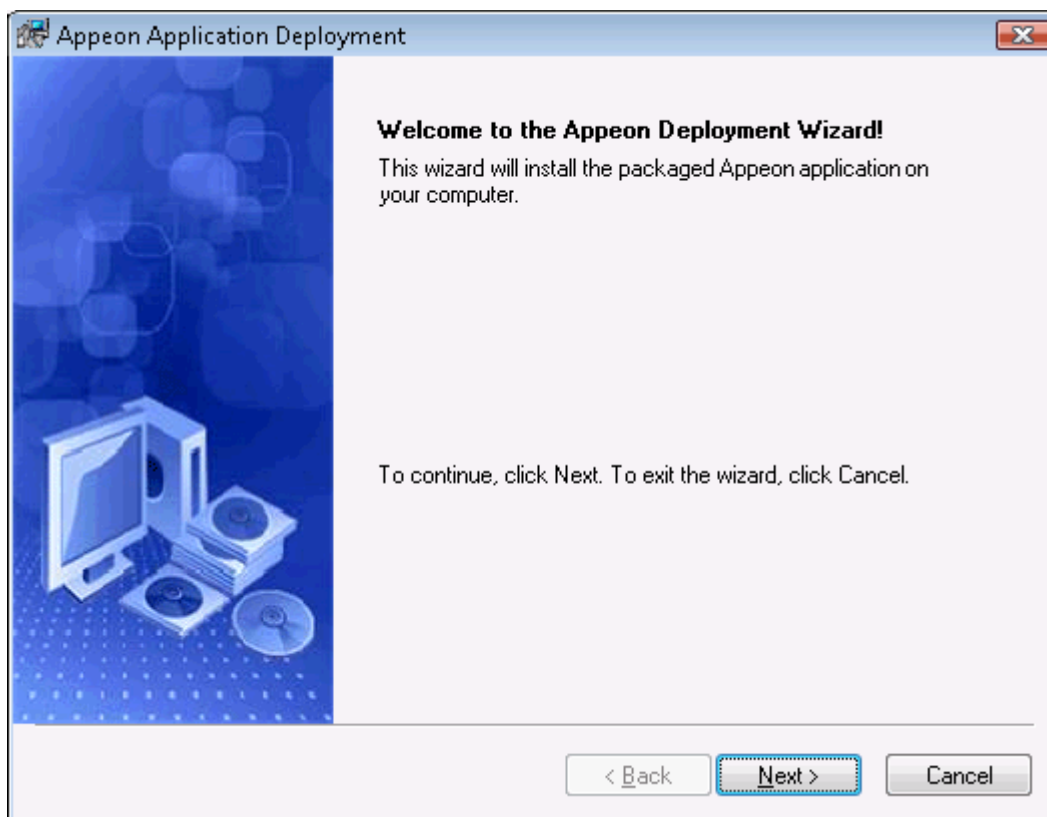 Appeon Application Deployment
Welcome to the Appeon Deployment Wizard!
This wizard will install the packaged Appeon application on
your computer.
To continue, click Next. To exit the wizard, click Cancel.
< Back
Next >
Cancel